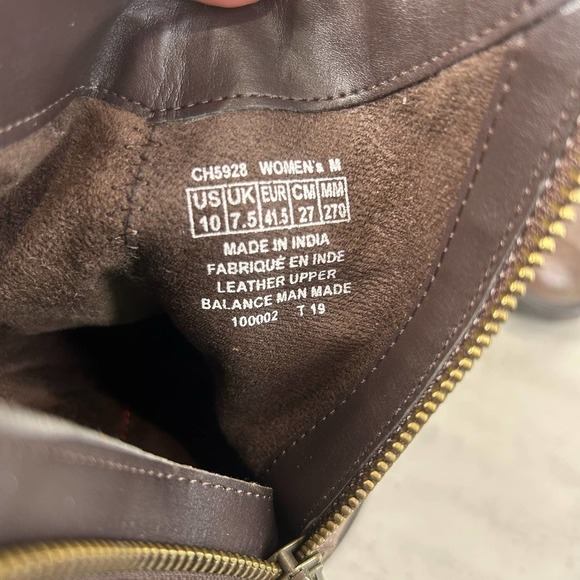 CH5928 WOMEN's M
US UK EUR CM MM
10 7.5 41.5 27 270
MADE IN INDIA
FABRIQUÉ EN INDE
LEATHER UPPER
BALANCE MAN MADE
100002 T 19